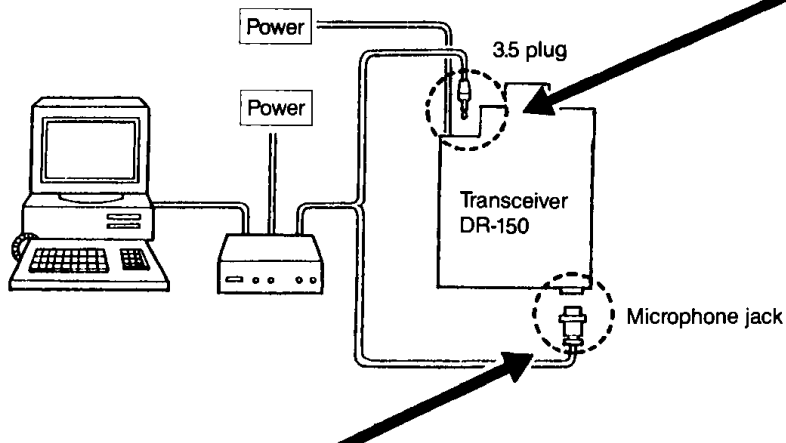 Power
3.5 plug
Power
Transceiver
DR-150
Microphone jack